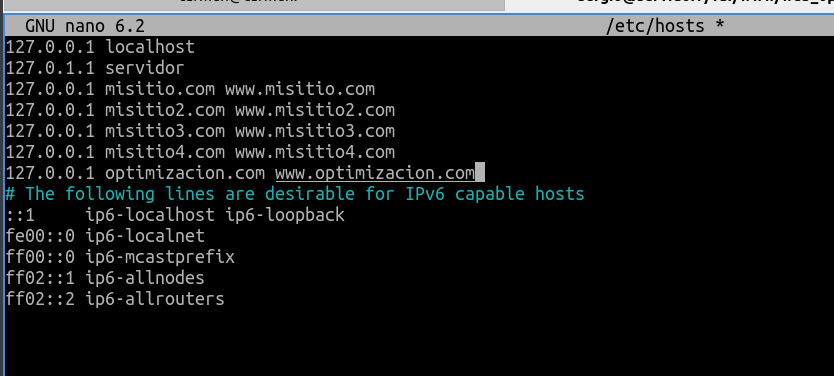 GNU nano 6.2 /etc/hosts *
127.0.0.1 localhost
127.0.1.1 servidor
127.0.0.1 misitio.com www.misitio.com
127.0.0.1 misitio2.com www.misitio2.com
127.0.0.1 misitio3.com www.misitio3.com
127.0.0.1 misitio4.com www.misitio4.com
127.0.0.1 optimizacion.com www.optimizacion.com
# The following lines are desirable for IPv6 capable hosts
::1     ip6-localhost ip6-loopback
fe00::0 ip6-localnet
ff00::0 ip6-mcastprefix
ff02::1 ip6-allnodes
ff02::2 ip6-allrouters